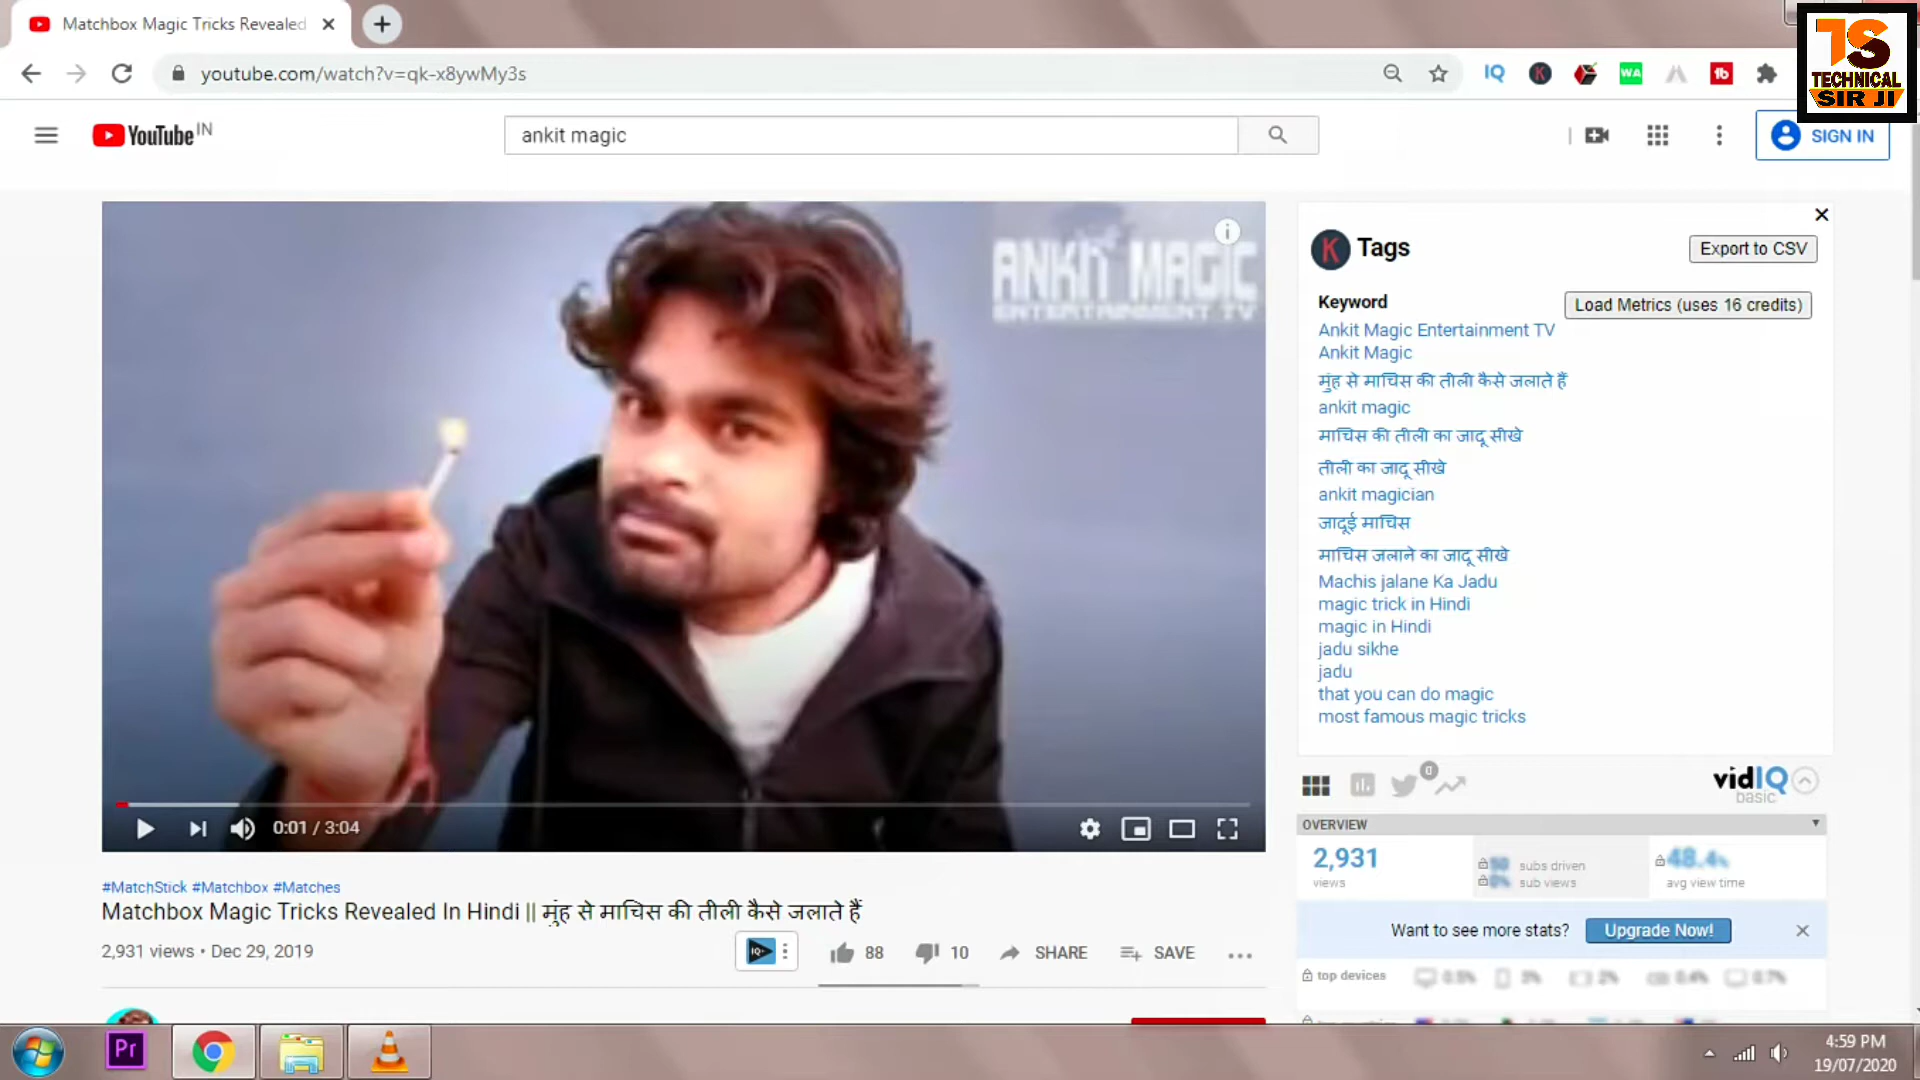 Matchbox Magic Tricks Revealed
youtube.com/watch?v=qk-x8ywMy3s
TECHNICAL
SIR JI
YouTube IN
ankit magic
SIGN IN
ANKIT MAGIC
ENTERTAINMENT TV
Tags
Export to CSV
Keyword
Load Metrics (uses 16 credits)
Ankit Magic Entertainment TV
Ankit Magic
मुंह से माचिस की तीली कैसे जलाते हैं
ankit magic
माचिस की तीली का जादू सीखे
तीली का जादू सीखे
ankit magician
जादूई माचिस
माचिस जलाने का जादू सीखे
Machis jalane Ka Jadu
magic trick in Hindi
magic in Hindi
jadu sikhe
jadu
that you can do magic
most famous magic tricks
0:01 / 3:04
0
vidIQ
basic
OVERVIEW
2,931
views
subs driven
sub views
48.4%
avg view time
Want to see more stats? Upgrade Now!
top devices
#MatchStick #Matchbox #Matches
Matchbox Magic Tricks Revealed In Hindi || मुंह से माचिस की तीली कैसे जलाते हैं
2,931 views • Dec 29, 2019
88 10 SHARE SAVE
Pr
4:59 PM
19/07/2020